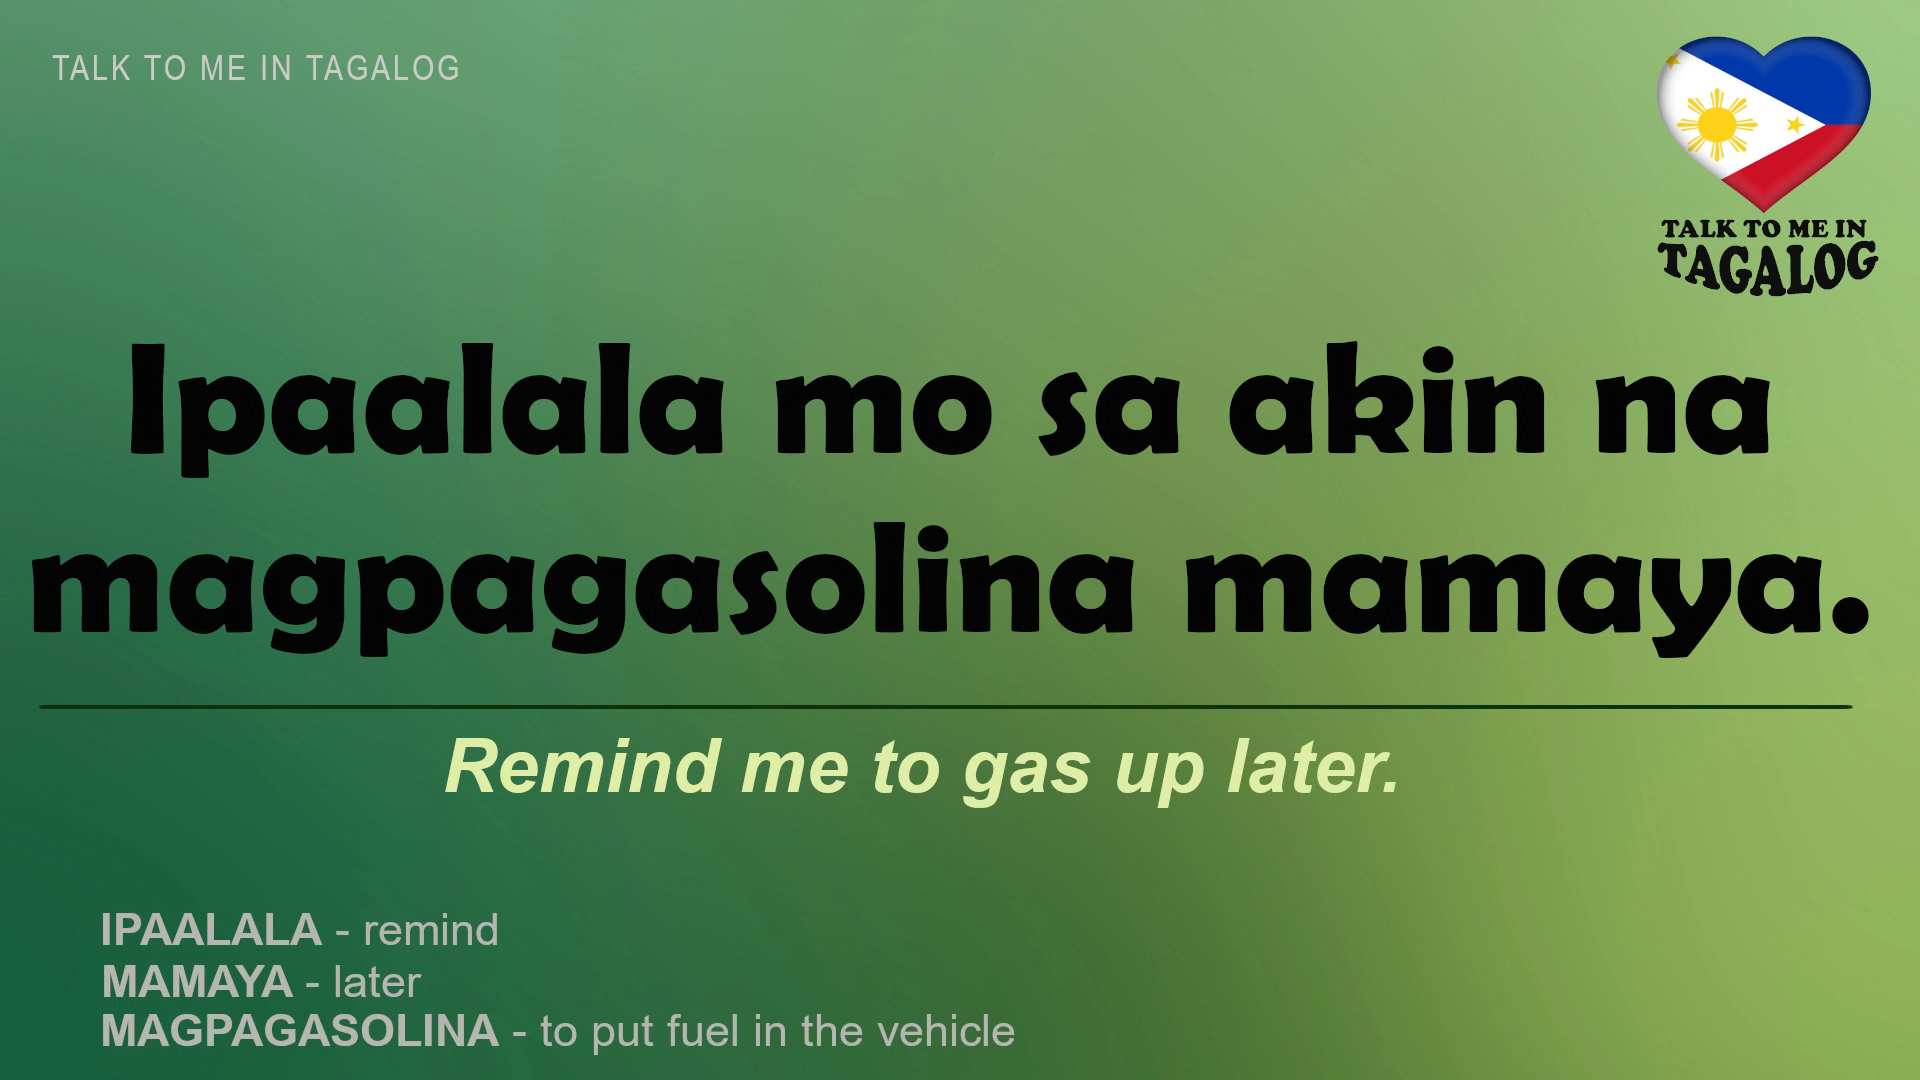 TALK TO ME IN TAGALOG
TALK TO ME IN
TAGALOG
Ipaalala mo sa akin na
magpagasolina mamaya.
Remind me to gas up later.
IPAALALA - remind
MAMAYA - later
MAGPAGASOLINA - to put fuel in the vehicle